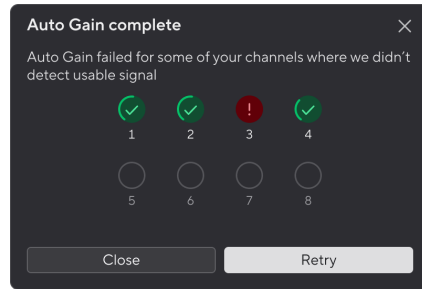 Auto Gain complete
Auto Gain failed for some of your channels where we didn’t
detect usable signal
!
1 2 3 4
5 6 7 8
Close Retry